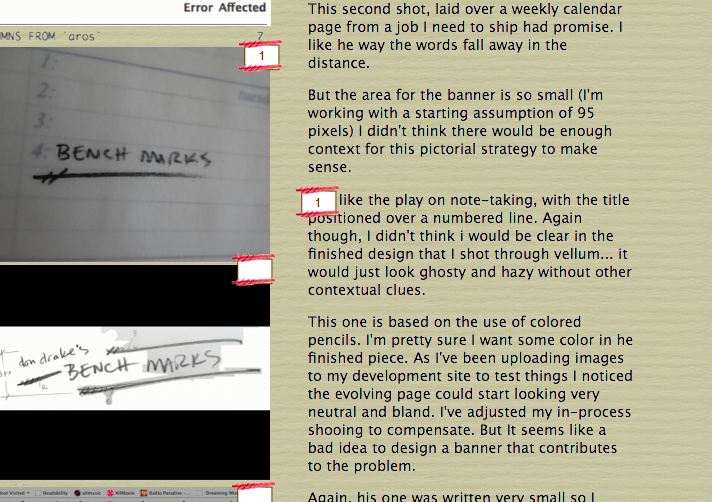 Error Affected
MNS FROM 'aros' 7
1
1:
2:
3:
4: BENCH MARKS
don drake's
BENCH MARKS
Most Visited Readability allmusic AllMovie Radio Paradise -... Dreaming
This second shot, laid over a weekly calendar
page from a job I need to ship had promise. I
like he way the words fall away in the
distance.
But the area for the banner is so small (I'm
working with a starting assumption of 95
pixels) I didn't think there would be enough
context for this pictorial strategy to make
sense.
1 like the play on note-taking, with the title
positioned over a numbered line. Again
though, I didn't think i would be clear in the
finished design that I shot through vellum... it
would just look ghosty and hazy without other
contextual clues.
This one is based on the use of colored
pencils. I'm pretty sure I want some color in he
finished piece. As I've been uploading images
to my development site to test things I noticed
the evolving page could start looking very
neutral and bland. I've adjusted my in-process
shooing to compensate. But It seems like a
bad idea to design a banner that contributes
to the problem.
Again, his one was written very small so I